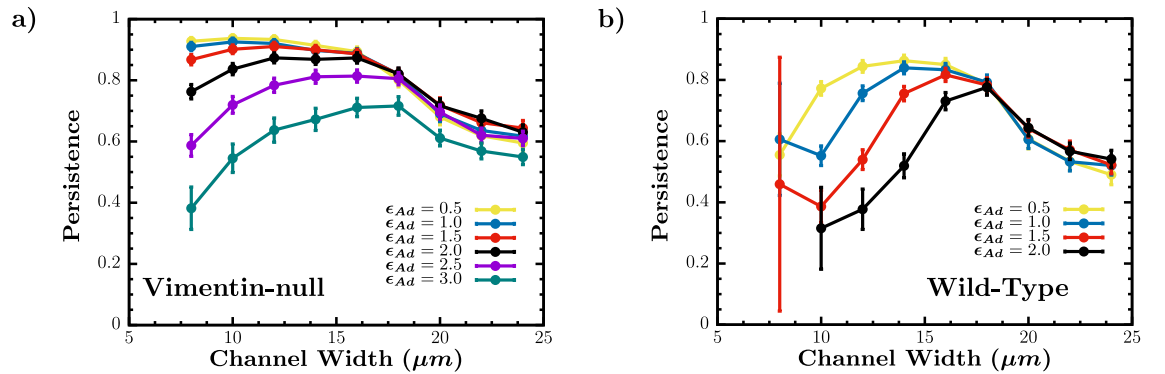 a)
Persistence
1
0.8
0.6
0.4
0.2
0
ϵAd = 0.5
ϵAd = 1.0
ϵAd = 1.5
ϵAd = 2.0
ϵAd = 2.5
ϵAd = 3.0
Vimentin-null
5 10 15 20 25
Channel Width (μm)
b)
Persistence
1
0.8
0.6
0.4
0.2
0
ϵAd = 0.5
ϵAd = 1.0
ϵAd = 1.5
ϵAd = 2.0
Wild-Type
5 10 15 20 25
Channel Width (μm)